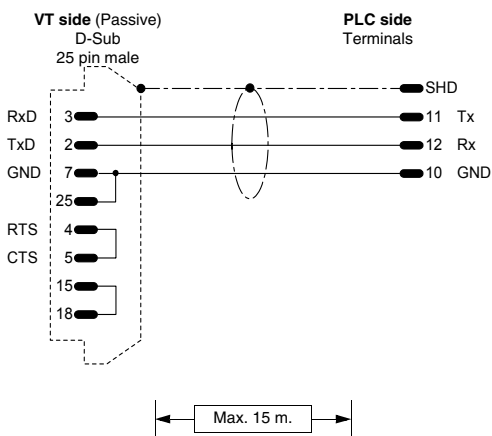 VT side (Passive)
D-Sub
25 pin male
PLC side
Terminals
SHD
RxD 3 11 Tx
TxD 2 12 Rx
GND 7 10 GND
25
RTS 4
CTS 5
15
18
Max. 15 m.